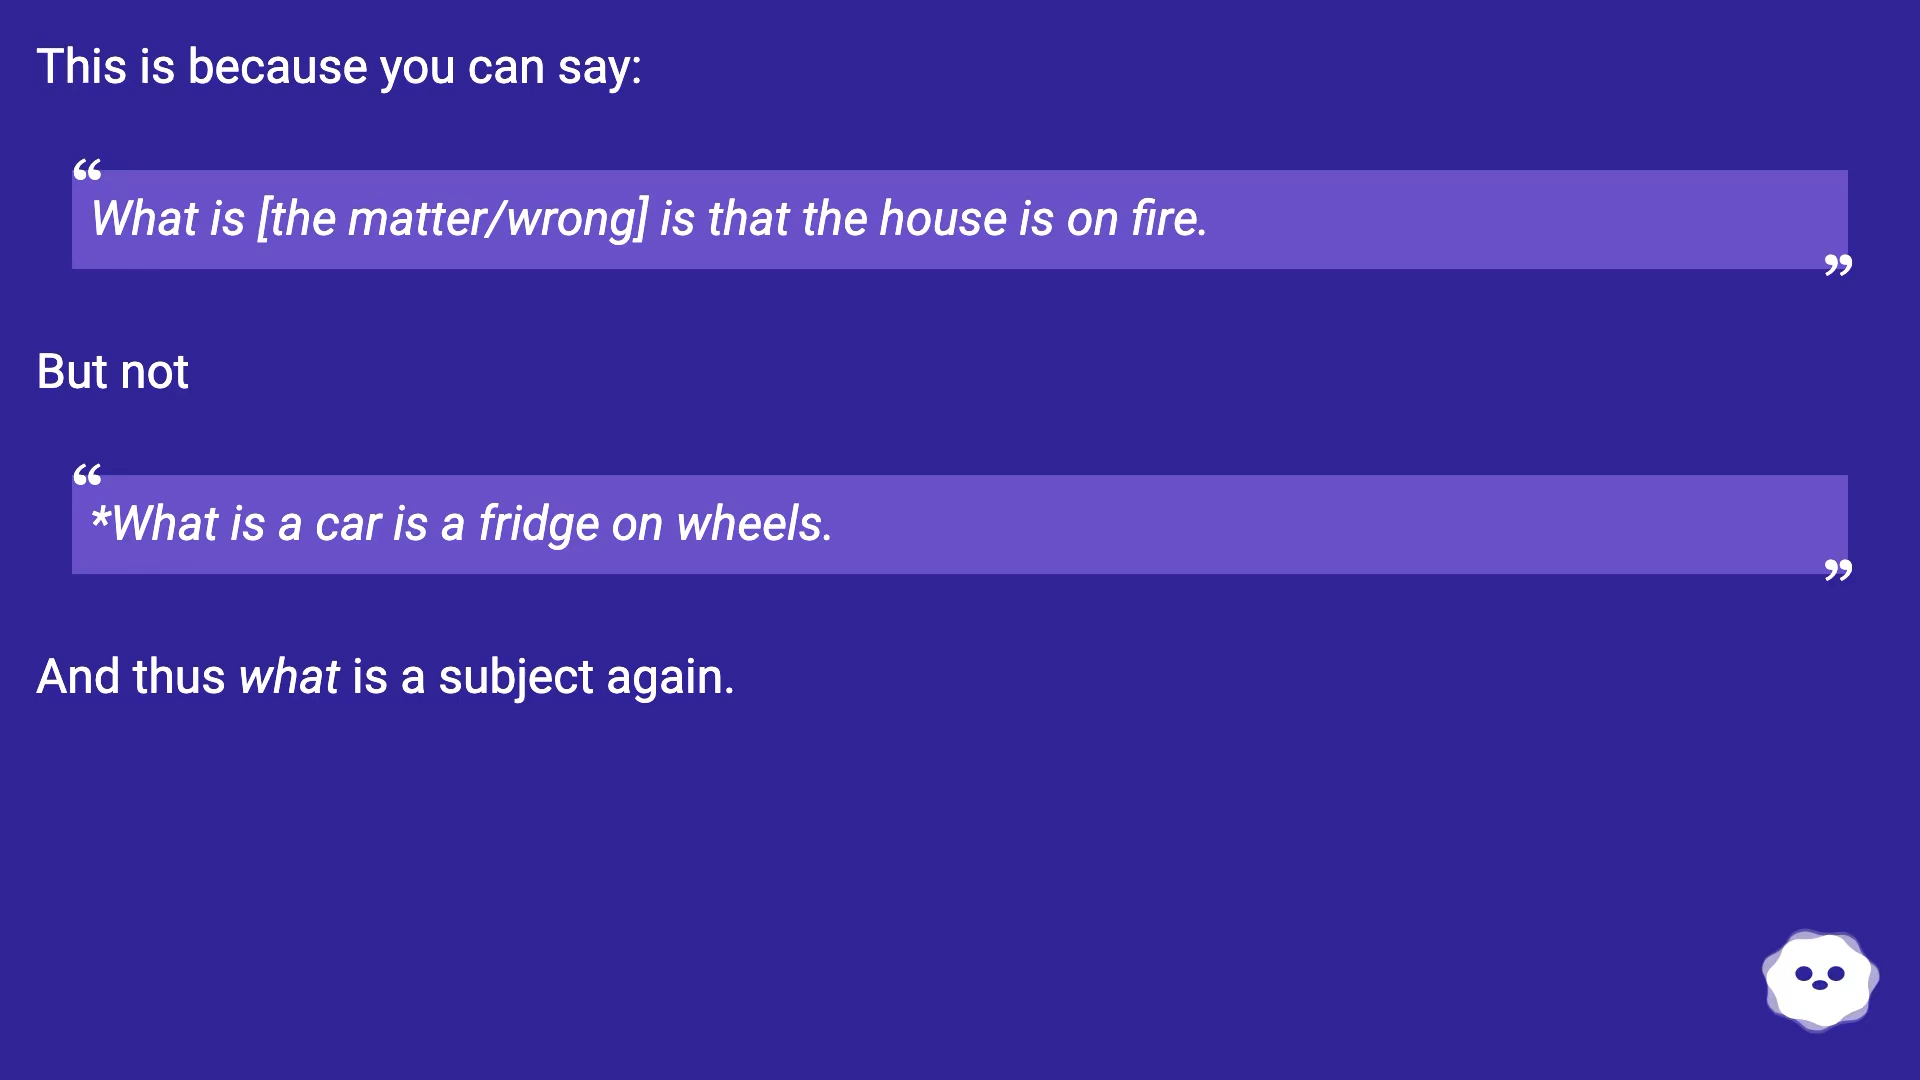 This is because you can say:
“
What is [the matter/wrong] is that the house is on fire.
”
But not
“
*What is a car is a fridge on wheels.
”
And thus what is a subject again.